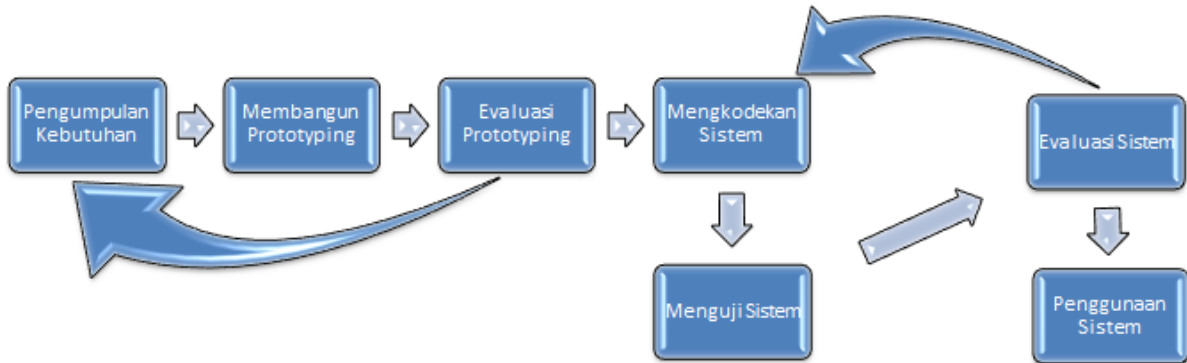 Pengumpulan
Kebutuhan
Membangun
Prototyping
Evaluasi
Prototyping
Mengkodekan
Sistem
Evaluasi Sistem
Menguji Sistem
Penggunaan
Sistem